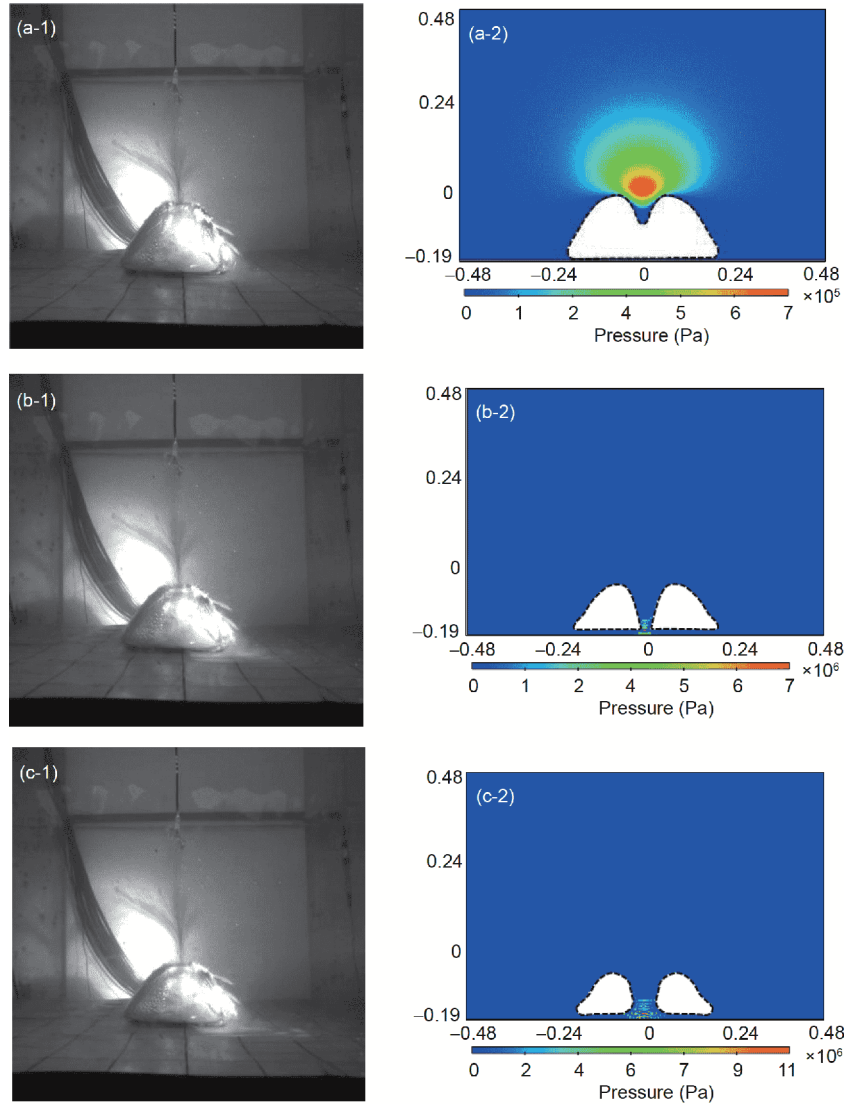 (a-1)
(a-2)
0.48
0.24
0
−0.19
−0.48 −0.24 0 0.24 0.48
0 1 2 4 5 6 7 ×10⁵
Pressure (Pa)
(b-1)
(b-2)
0.48
0.24
0
−0.19
−0.48 −0.24 0 0.24 0.48
0 1 2 4 5 6 7 ×10⁶
Pressure (Pa)
(c-1)
(c-2)
0.48
0.24
0
−0.19
−0.48 −0.24 0 0.24 0.48
0 2 4 6 7 9 11 ×10⁶
Pressure (Pa)